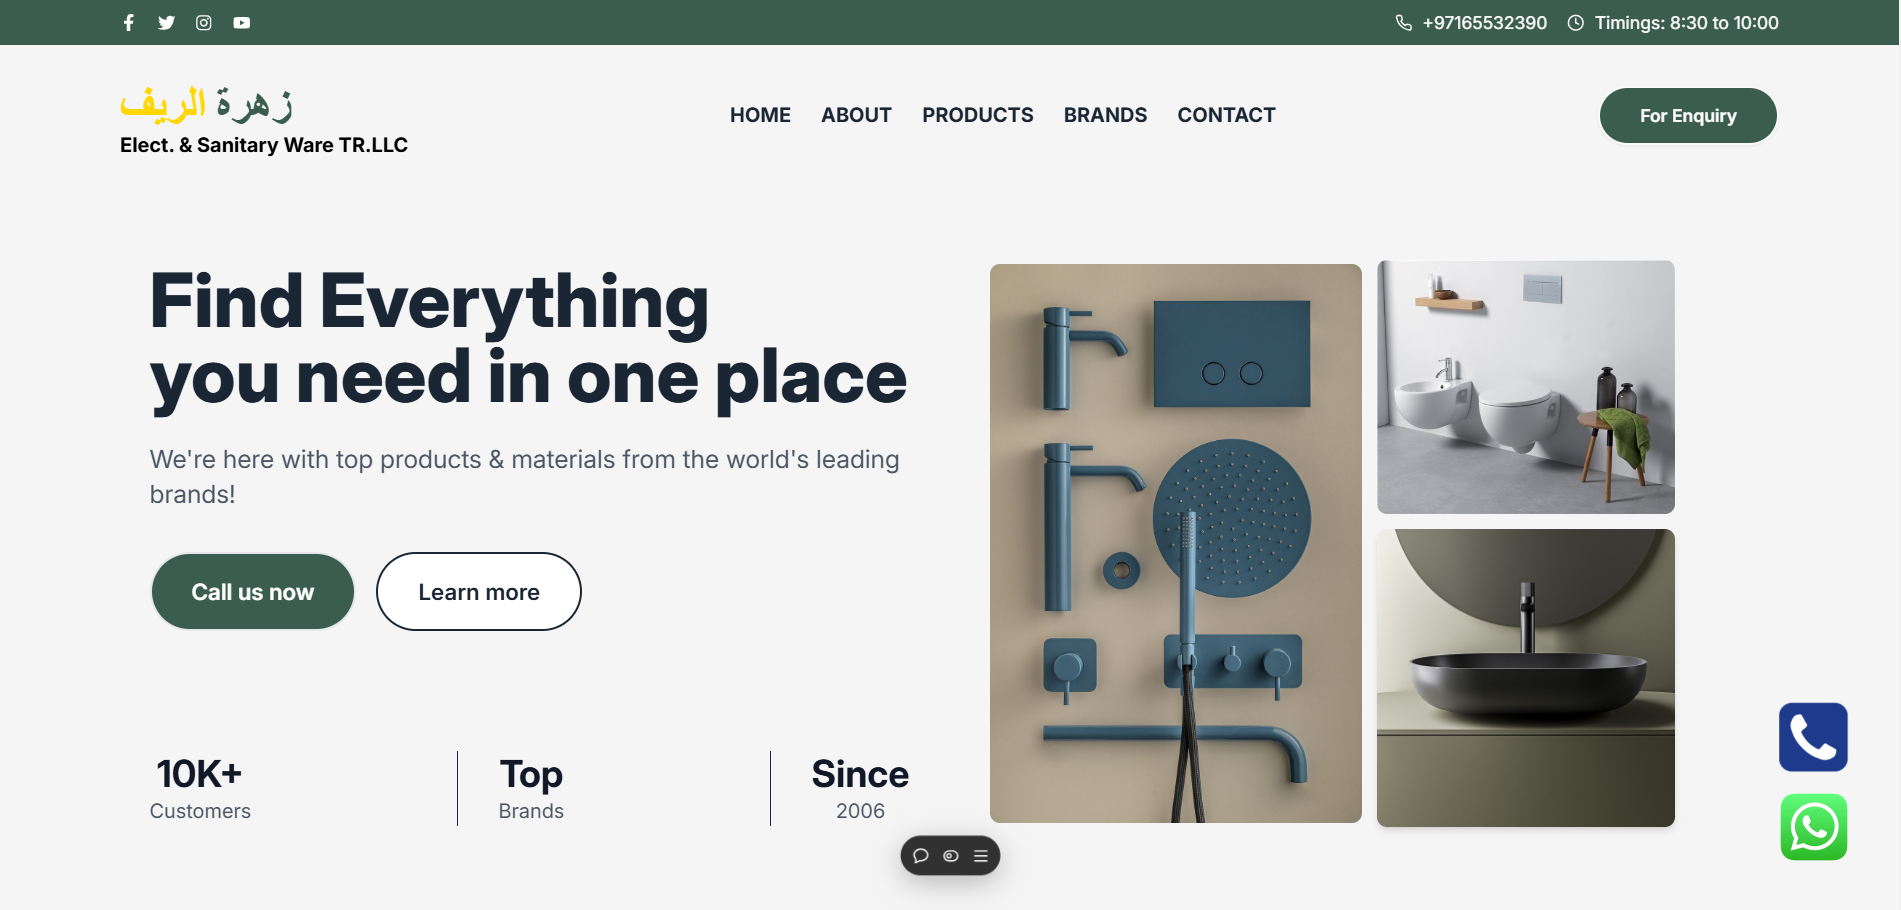 +97165532390
Timings: 8:30 to 10:00
زهرة الريف
Elect. & Sanitary Ware TR.LLC
HOME
ABOUT
PRODUCTS
BRANDS
CONTACT
For Enquiry
Find Everything
you need in one place
We're here with top products & materials from the world's leading
brands!
Call us now
Learn more
10K+
Customers
Top
Brands
Since
2006